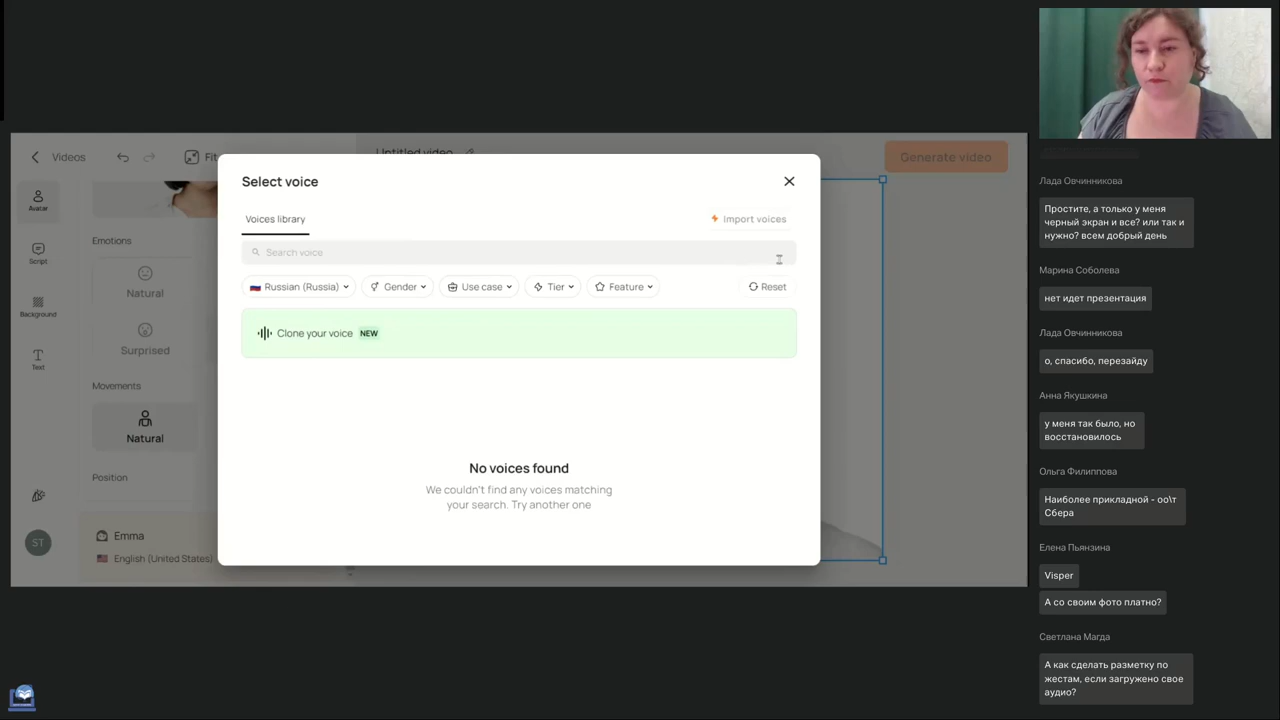 Videos
Fit
Untitled video
Generate video
Avatar
Script
Background
Text
ST
Emotions
Natural
Surprised
Movements
Natural
Position
Emma
English (United States)
Select voice
Voices library
Import voices
Search voice
Russian (Russia)
Gender
Use case
Tier
Feature
Reset
Clone your voice NEW
No voices found
We couldn't find any voices matching
your search. Try another one
Лада Овчинникова
Простите, а только у меня
черный экран и все? или так и
нужно? всем добрый день
Марина Соболева
нет идет презентация
Лада Овчинникова
о, спасибо, перезайду
Анна Якушкина
у меня так было, но
восстановилось
Ольга Филиппова
Наиболее прикладной - оо\т
Сбера
Елена Пьянзина
Visper
А со своим фото платно?
Светлана Магда
А как сделать разметку по
жестам, если загружено свое
аудио?